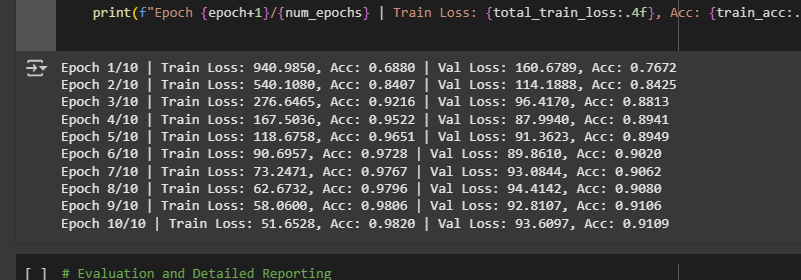 print(f"Epoch {epoch+1}/{num_epochs} | Train Loss: {total_train_loss:.4f}, Acc: {train_acc:.
Epoch 1/10 | Train Loss: 940.9850, Acc: 0.6880 | Val Loss: 160.6789, Acc: 0.7672
Epoch 2/10 | Train Loss: 540.1080, Acc: 0.8407 | Val Loss: 114.1888, Acc: 0.8425
Epoch 3/10 | Train Loss: 276.6465, Acc: 0.9216 | Val Loss: 96.4170, Acc: 0.8813
Epoch 4/10 | Train Loss: 167.5036, Acc: 0.9522 | Val Loss: 87.9940, Acc: 0.8941
Epoch 5/10 | Train Loss: 118.6758, Acc: 0.9651 | Val Loss: 91.3623, Acc: 0.8949
Epoch 6/10 | Train Loss: 90.6957, Acc: 0.9728 | Val Loss: 89.8610, Acc: 0.9020
Epoch 7/10 | Train Loss: 73.2471, Acc: 0.9767 | Val Loss: 93.0844, Acc: 0.9062
Epoch 8/10 | Train Loss: 62.6732, Acc: 0.9796 | Val Loss: 94.4142, Acc: 0.9080
Epoch 9/10 | Train Loss: 58.0600, Acc: 0.9806 | Val Loss: 92.8107, Acc: 0.9106
Epoch 10/10 | Train Loss: 51.6528, Acc: 0.9820 | Val Loss: 93.6097, Acc: 0.9109
[ ] # Evaluation and Detailed Reporting